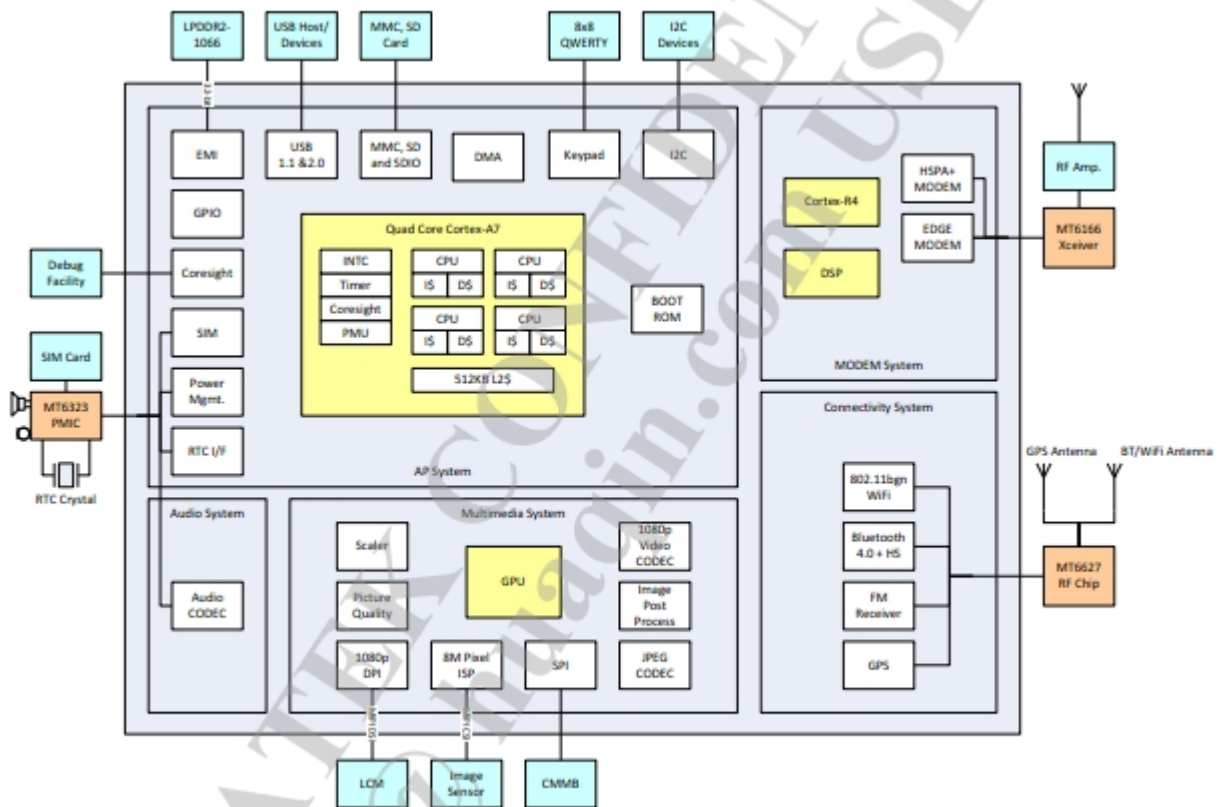 LPDDR2-
1066
USB Host/
Devices
MMC, SD
Card
8x8
QWERTY
I2C
Devices
EMI
USB
1.1 &2.0
MMC, SD
and SDIO
DMA
Keypad
I2C
GPIO
Coresight
SIM
Power
Mgmt.
RTC I/F
Debug
Facility
SIM Card
MT6323
PMIC
RTC Crystal
Quad Core Cortex-A7
INTC
Timer
Coresight
PMU
CPU
I$ D$
CPU
I$ D$
CPU
I$ D$
CPU
I$ D$
512KB L2$
BOOT
ROM
AP System
Cortex-R4
DSP
HSPA+
MODEM
EDGE
MODEM
MODEM System
RF Amp.
MT6166
Xceiver
Connectivity System
802.11bgn
WiFi
Bluetooth
4.0 + HS
FM
Receiver
GPS
GPS Antenna
BT/WiFi Antenna
MT6627
RF Chip
Audio System
Audio
CODEC
Multimedia System
Scaler
Picture
Quality
1080p
DPI
GPU
8M Pixel
ISP
SPI
1080p
Video
CODEC
Image
Post
Process
JPEG
CODEC
LCM
Image
Sensor
CMMB
ATEK CONFIDEN
@ huaqin.com US